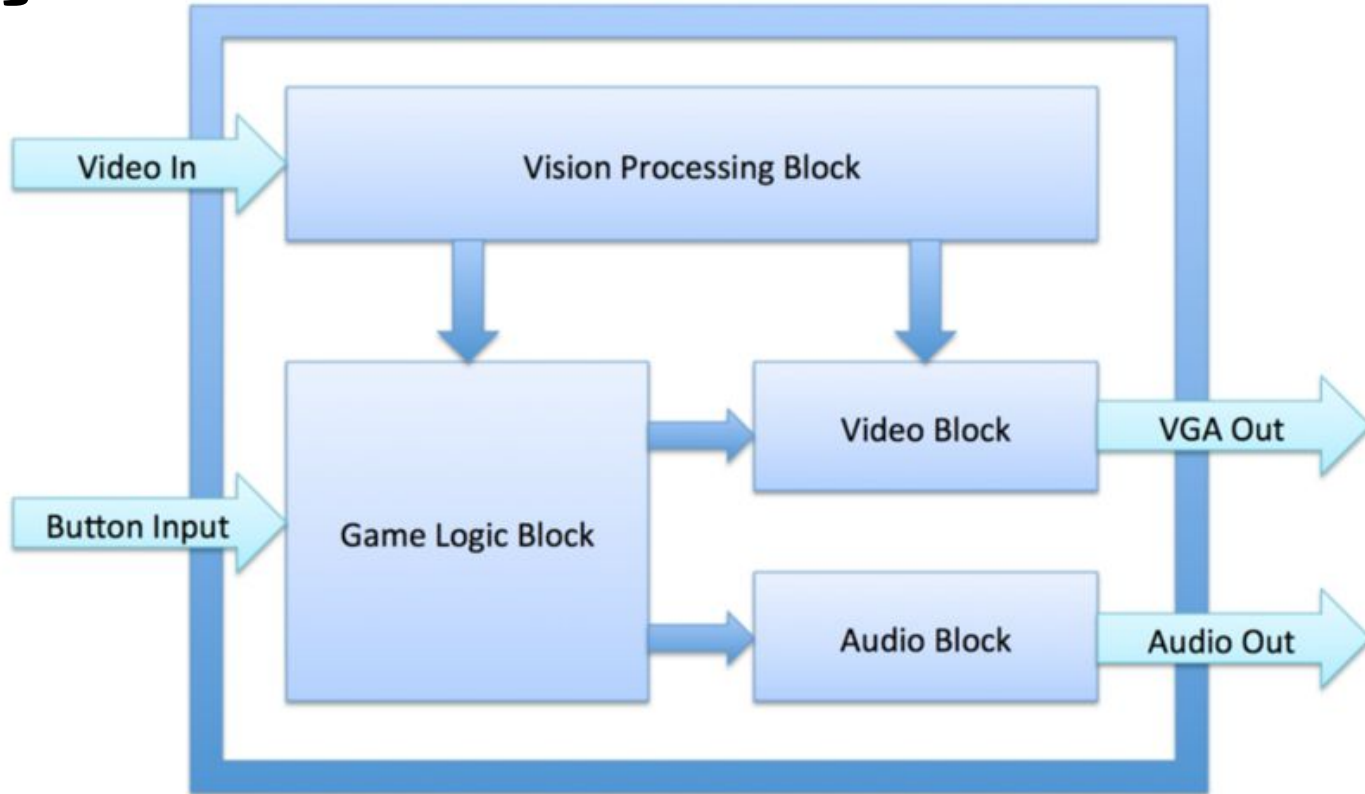 Video In
Vision Processing Block
Video Block
VGA Out
Button Input
Game Logic Block
Audio Block
Audio Out